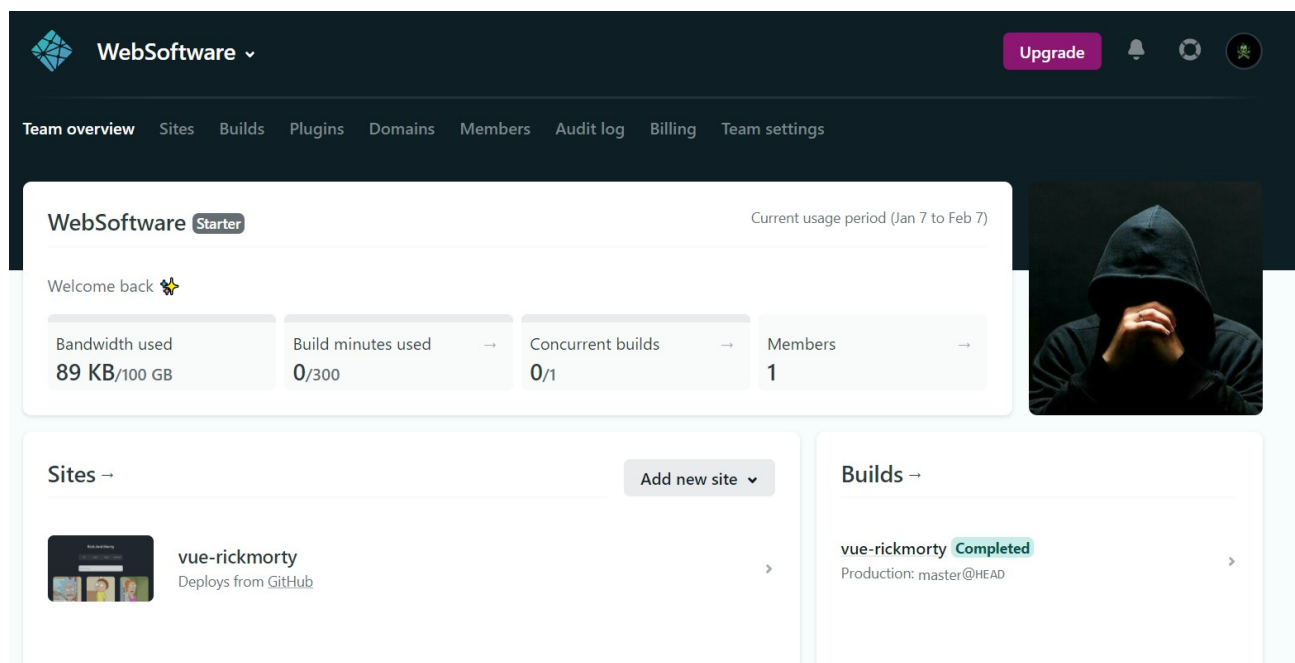 WebSoftware
Upgrade
Team overview Sites Builds Plugins Domains Members Audit log Billing Team settings
WebSoftware Starter
Current usage period (Jan 7 to Feb 7)
Welcome back
Bandwidth used
89 KB/100 GB
Build minutes used →
0/300
Concurrent builds →
0/1
Members →
1
Sites →
Add new site
vue-rickmorty
Deploys from GitHub
Builds →
vue-rickmorty Completed
Production: master@HEAD